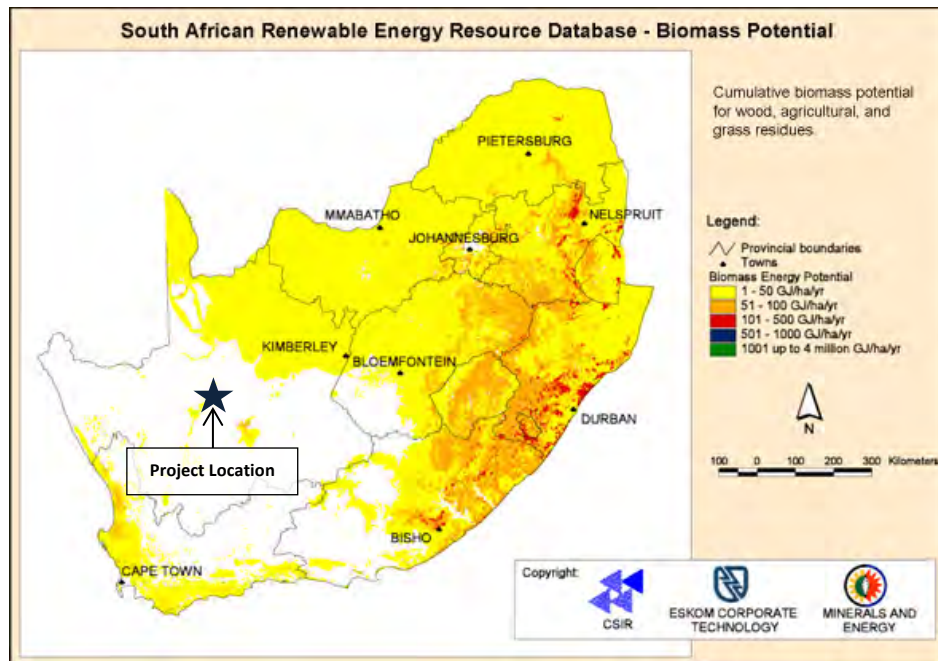 South African Renewable Energy Resource Database - Biomass Potential
Cumulative biomass potential
for wood, agricultural, and
grass residues.
PIETERSBURG
MMABATHO
NELSPRUIT
JOHANNESBURG
KIMBERLEY
BLOEMFONTEIN
DURBAN
Project Location
BISHO
CAPE TOWN
Legend:
Provincial boundaries
Towns
Biomass Energy Potential
1 - 50 GJ/ha/yr
51 - 100 GJ/ha/yr
101 - 500 GJ/ha/yr
501 - 1000 GJ/ha/yr
1001 up to 4 million GJ/ha/yr
N
100 0 100 200 300 Kilometers
Copyright:
CSIR
ESKOM CORPORATE
TECHNOLOGY
MINERALS AND
ENERGY